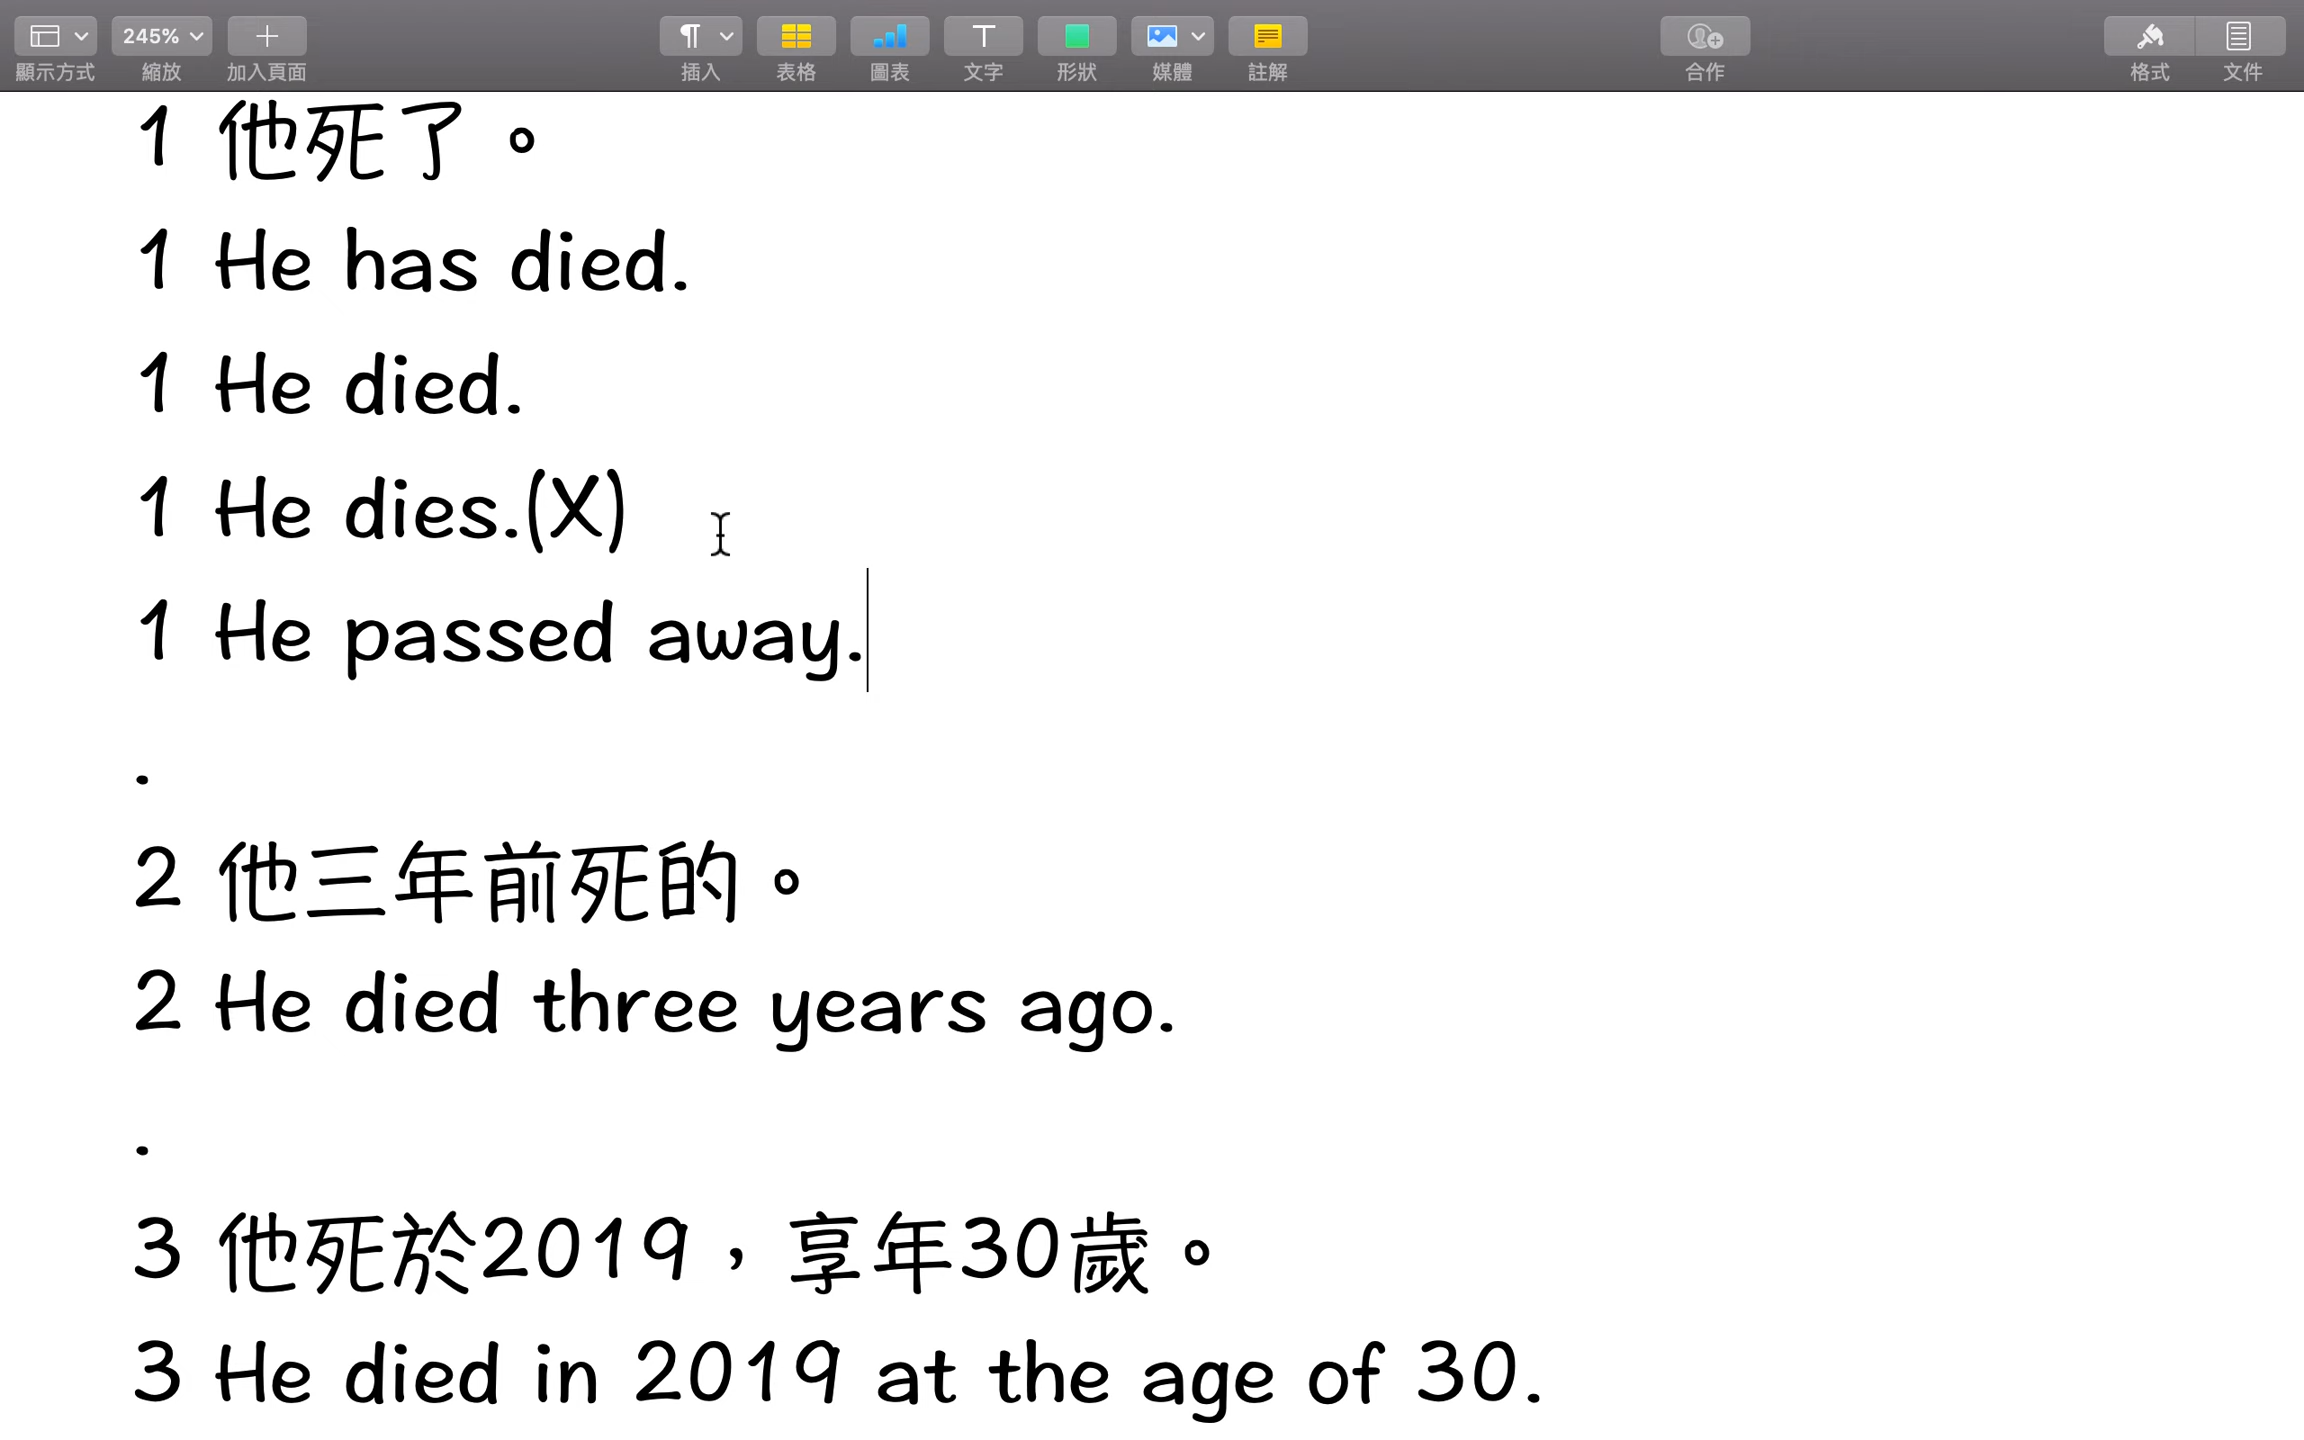 245%
顯示方式 縮放 加入頁面 插入 表格 圖表 文字 形狀 媒體 註解 合作 格式 文件
1 他死了。
1 He has died.
1 He died.
1 He dies.(X)
1 He passed away.
.
2 他三年前死的。
2 He died three years ago.
.
3 他死於2019，享年30歲。
3 He died in 2019 at the age of 30.